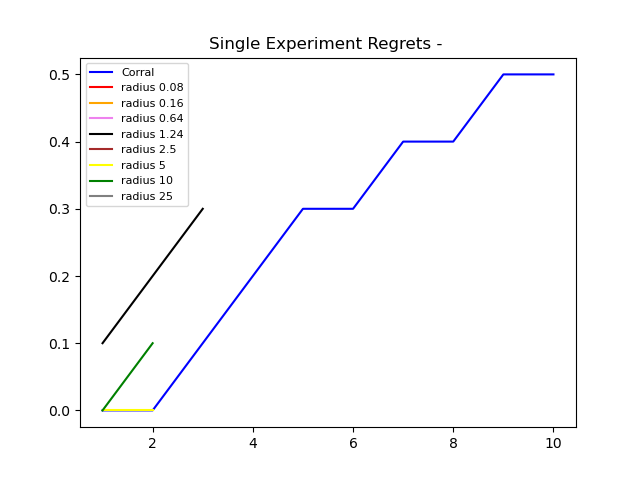 Single Experiment Regrets -
Corral
radius 0.08
radius 0.16
radius 0.64
radius 1.24
radius 2.5
radius 5
radius 10
radius 25
0.5
0.4
0.3
0.2
0.1
0.0
2 4 6 8 10